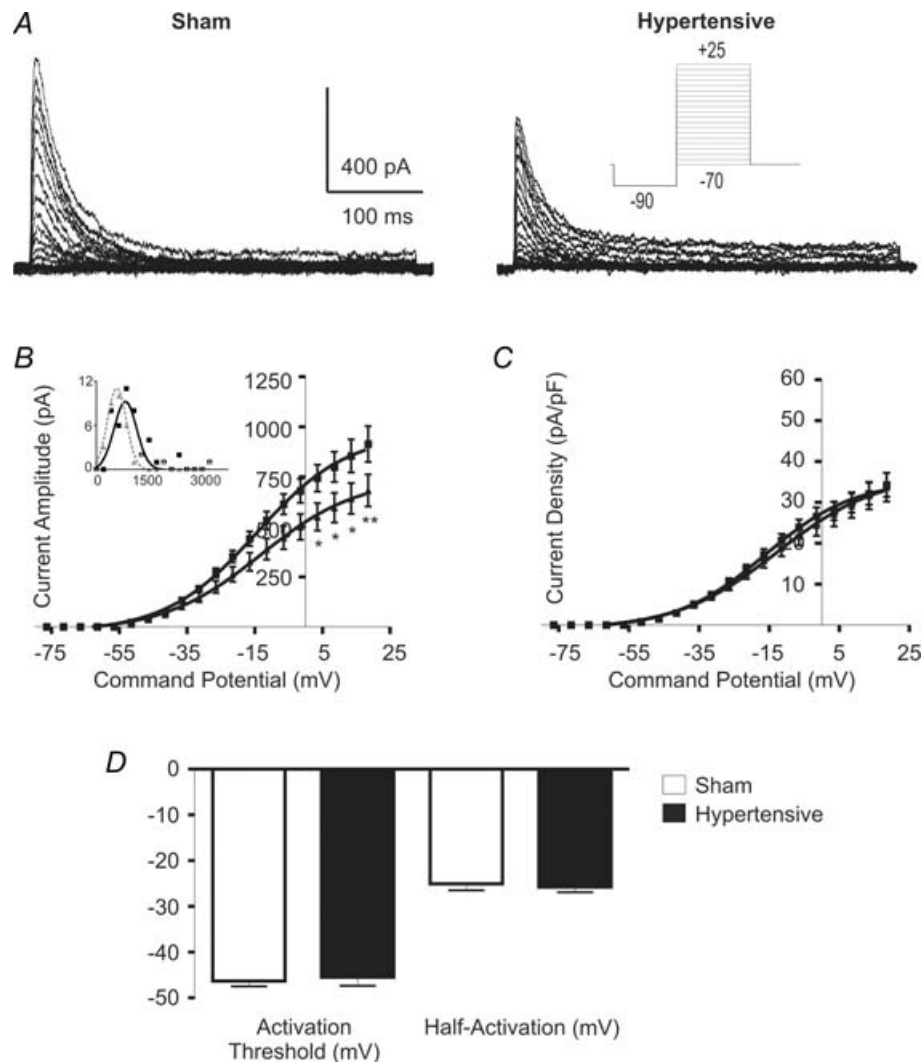 A
Sham
Hypertensive
400 pA
100 ms
+25
-70
-90
B
Current Amplitude (pA)
12
6
0
0 1500 3000
1250
1000
750
500
250
* * * **
-75 -55 -35 -15 5 25
Command Potential (mV)
C
Current Density (pA/pF)
60
50
40
30
20
10
-75 -55 -35 -15 5 25
Command Potential (mV)
D
0
-10
-20
-30
-40
-50
Activation
Threshold (mV)
Half-Activation (mV)
Sham
Hypertensive